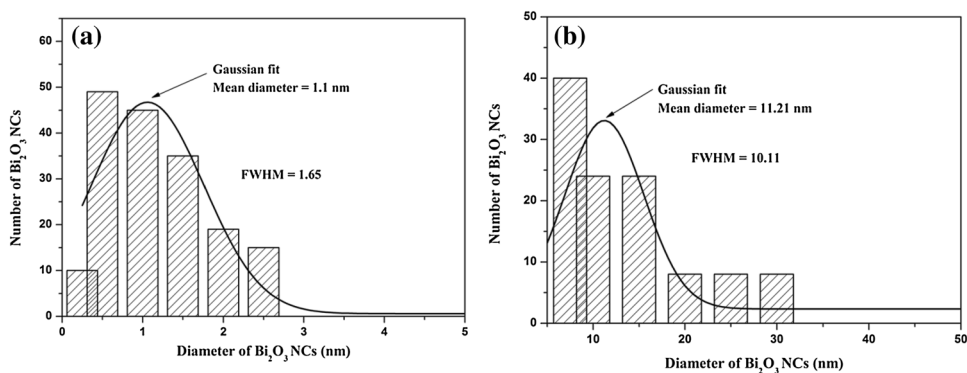 (a)
60
50
40
30
20
10
0
Number of Bi₂O₃ NCs
Gaussian fit
Mean diameter = 1.1 nm
FWHM = 1.65
0 1 2 3 4 5
Diameter of Bi₂O₃ NCs (nm)
(b)
50
40
30
20
10
0
Number of Bi₂O₃ NCs
Gaussian fit
Mean diameter = 11.21 nm
FWHM = 10.11
10 20 30 40 50
Diameter of Bi₂O₃ NCs (nm)